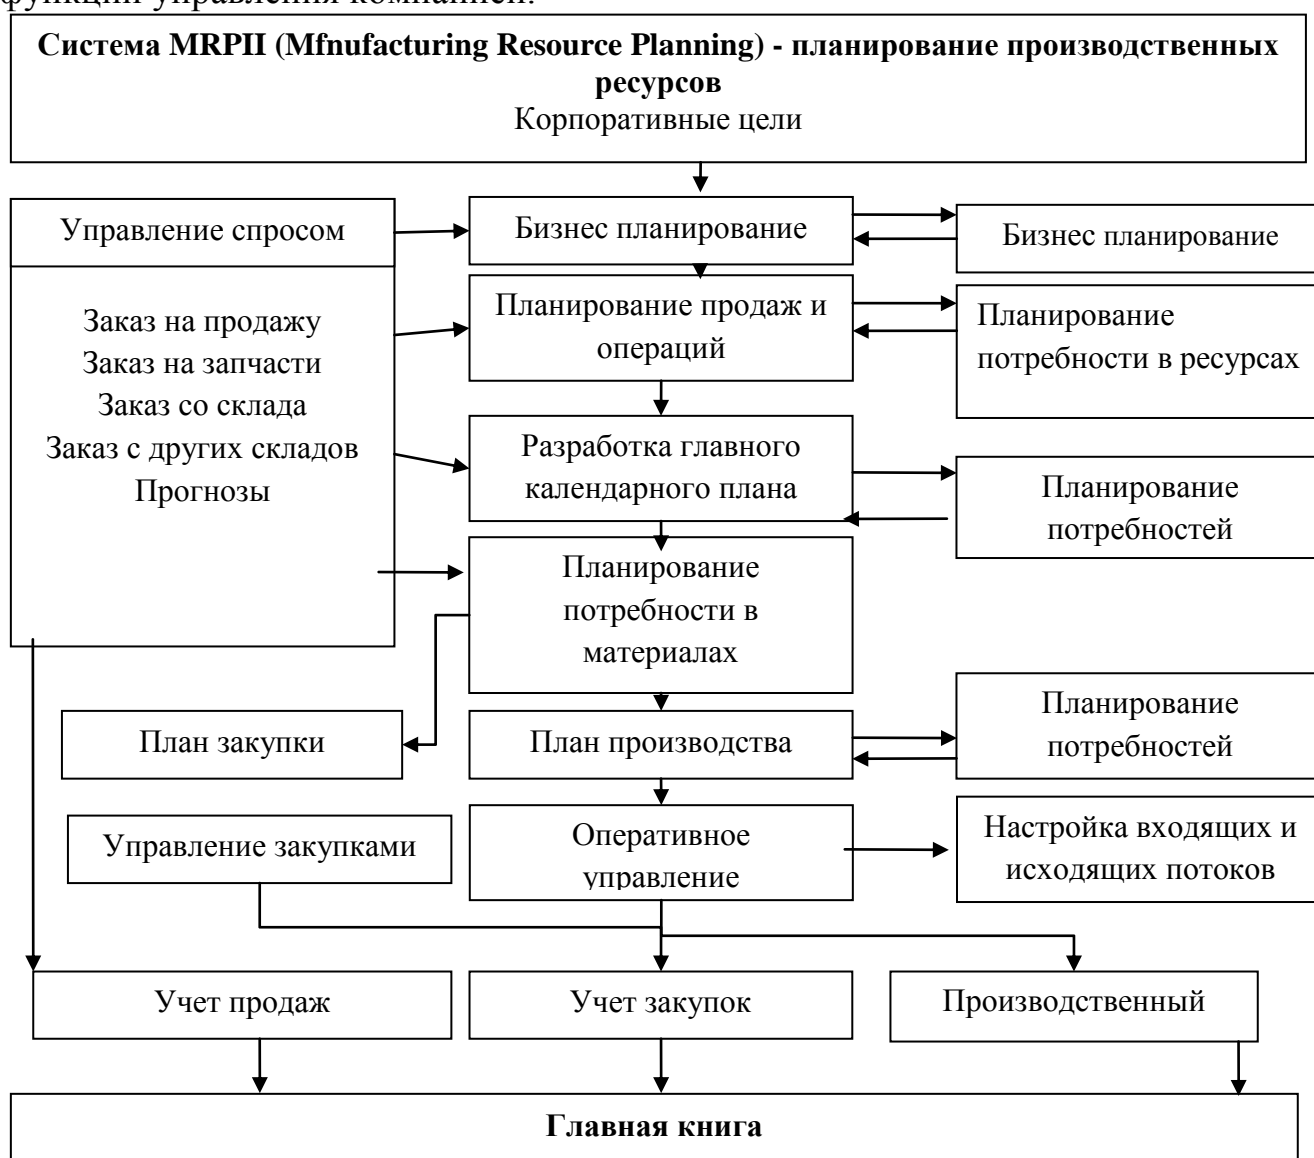 функции управления компанией.
Система MRPII (Mfnufacturing Resource Planning) - планирование производственных
ресурсов
Корпоративные цели
Управление спросом
Бизнес планирование
Бизнес планирование
Заказ на продажу
Заказ на запчасти
Заказ со склада
Заказ с других складов
Прогнозы
Планирование продаж и
операций
Планирование
потребности в ресурсах
Разработка главного
календарного плана
Планирование
потребностей
Планирование
потребности в
материалах
План закупки
План производства
Планирование
потребностей
Управление закупками
Оперативное
управление
Настройка входящих и
исходящих потоков
Учет продаж
Учет закупок
Производственный
Главная книга